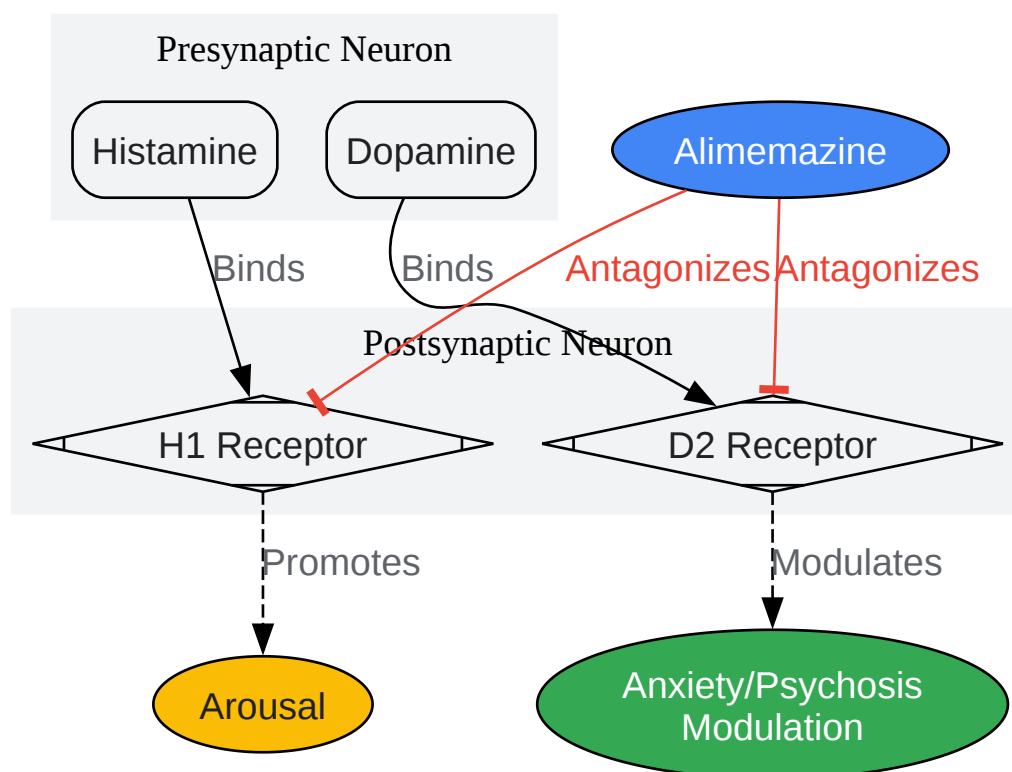 Presynaptic Neuron
Histamine
Dopamine
Alimemazine
Binds
Binds
Antagonizes
Antagonizes
Postsynaptic Neuron
H1 Receptor
D2 Receptor
Promotes
Modulates
Arousal
Anxiety/Psychosis
Modulation